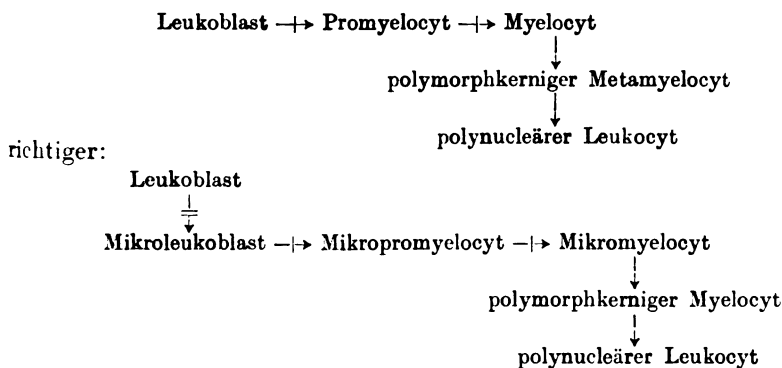 Leukoblast → Promyelocyt → Myelocyt
polymorphkerniger Metamyelocyt
polynucleärer Leukocyt
richtiger:
Leukoblast
Mikroleukoblast → Mikropromyelocyt → Mikromyelocyt
polymorphkerniger Myelocyt
polynucleärer Leukocyt